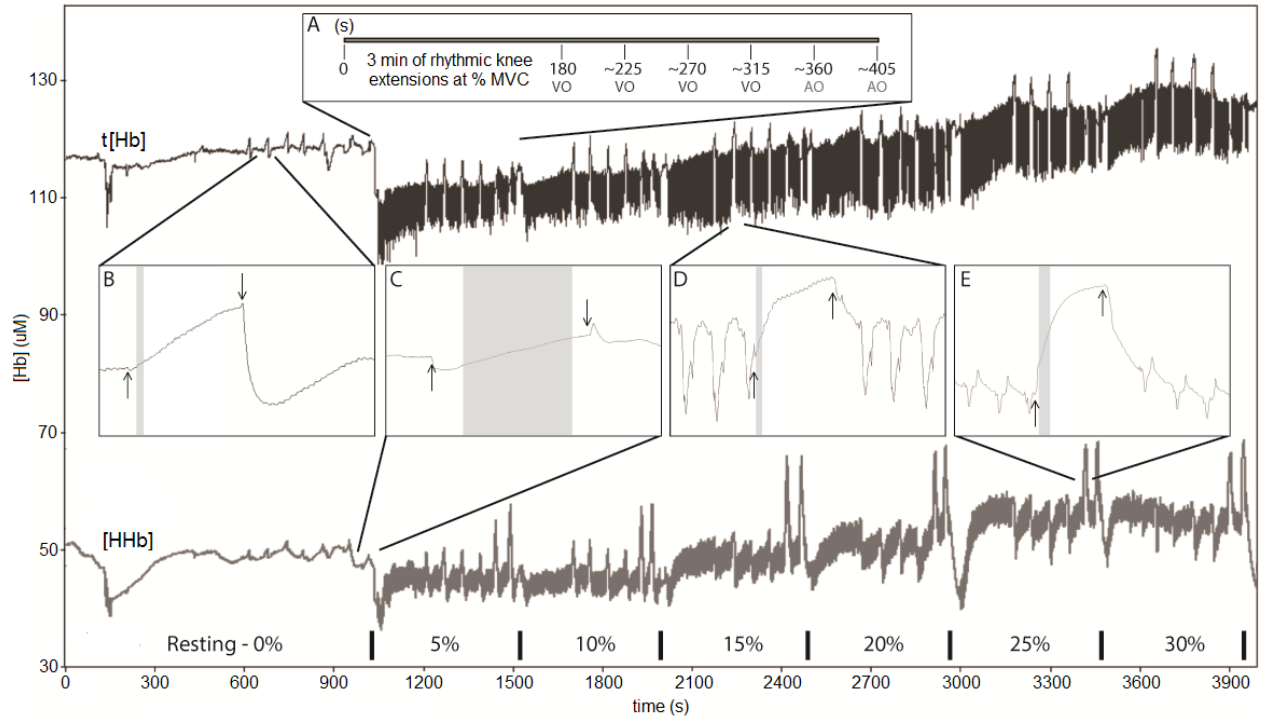 A (s)
0 3 min of rhythmic knee 180 ~225 ~270 ~315 ~360 ~405
extensions at % MVC VO VO VO VO AO AO
130
t[Hb]
110
B C D E
90
[Hb] (uM)
70
[HHb]
50
Resting - 0% 5% 10% 15% 20% 25% 30%
30
0 300 600 900 1200 1500 1800 2100 2400 2700 3000 3300 3600 3900
time (s)